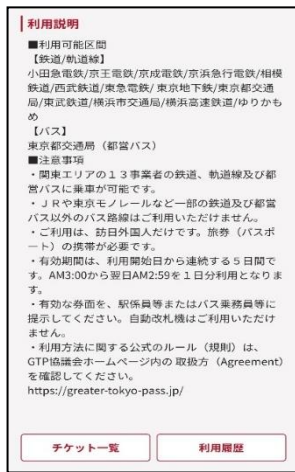 利用説明
■利用可能区間
【鉄道/軌道線】
小田急電鉄/京王電鉄/京成電鉄/京浜急行電鉄/相模
鉄道/西武鉄道/東急電鉄/ 東京地下鉄/東京都交通
局/東武鉄道/横浜市交通局/横浜高速鉄道/ゆりかも
め
【バス】
東京都交通局（都営バス）
■注意事項
・関東エリアの１３事業者の鉄道、軌道線及び都
営バスに乗車が可能です。
・ＪＲや東京モノレールなど一部の鉄道及び都営
バス以外のバス路線はご利用いただけません。
・ご利用は、訪日外国人だけです。旅券（パスポ
ート）の携帯が必要です。
・有効期間は、利用開始日から連続する５日間で
す。AM3:00から翌日AM2:59を１日分利用となりま
す。
・有効な券面を、駅係員等またはバス乗務員等に
提示してください。自動改札機はご利用いただけ
ません。
・利用方法に関する公式のルール（規則）は、
GTP協議会ホームページ内の 取扱方（Agreement）
を確認してください。
https://greater-tokyo-pass.jp/
チケット一覧
利用履歴